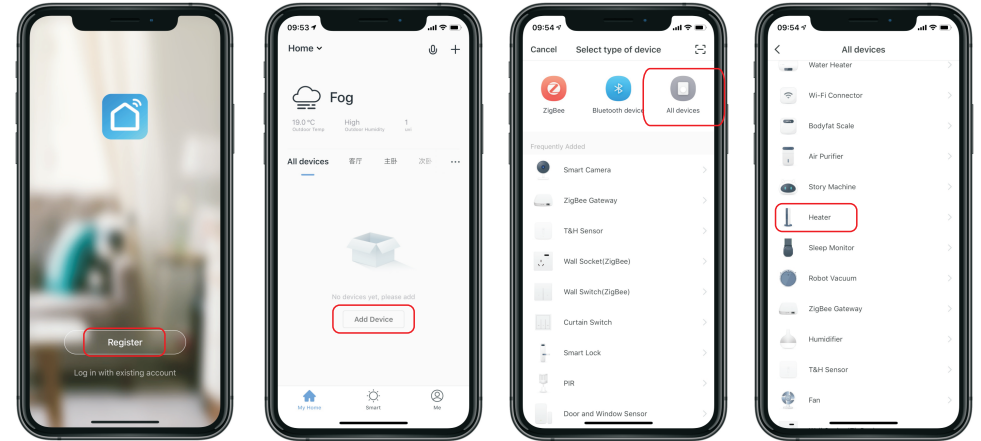 Register
Log in with existing account
09:53
Home
Fog
19.0 °C
High
1
Outdoor Temp
Outdoor Humidity
All devices
客厅
主卧
次卧
No devices yet, please add
Add Device
My Home
Smart
Me
09:54
Cancel
Select type of device
ZigBee
Bluetooth device
All devices
Frequently Added
Smart Camera
ZigBee Gateway
T&H Sensor
Wall Socket(ZigBee)
Wall Switch(ZigBee)
Curtain Switch
Smart Lock
PIR
Door and Window Sensor
09:54
All devices
Water Heater
Wi-Fi Connector
Bodyfat Scale
Air Purifier
Story Machine
Heater
Sleep Monitor
Robot Vacuum
ZigBee Gateway
Humidifier
T&H Sensor
Fan